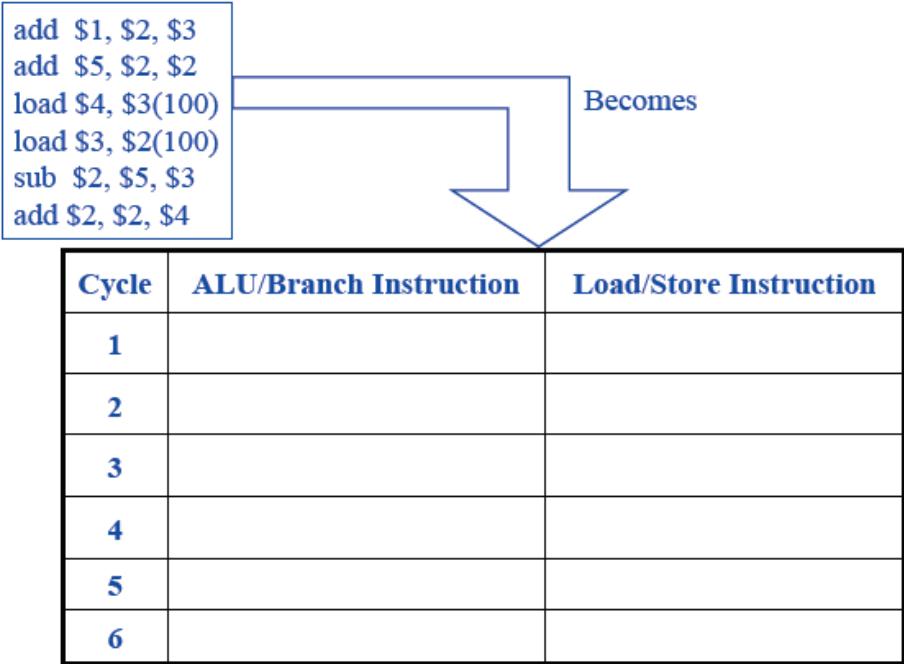 add $1, $2, $3
add $5, $2, $2
load $4, $3(100)
load $3, $2(100)
sub $2, $5, $3
add $2, $2, $4
Becomes
Cycle ALU/Branch Instruction Load/Store Instruction
1
2
3
4
5
6